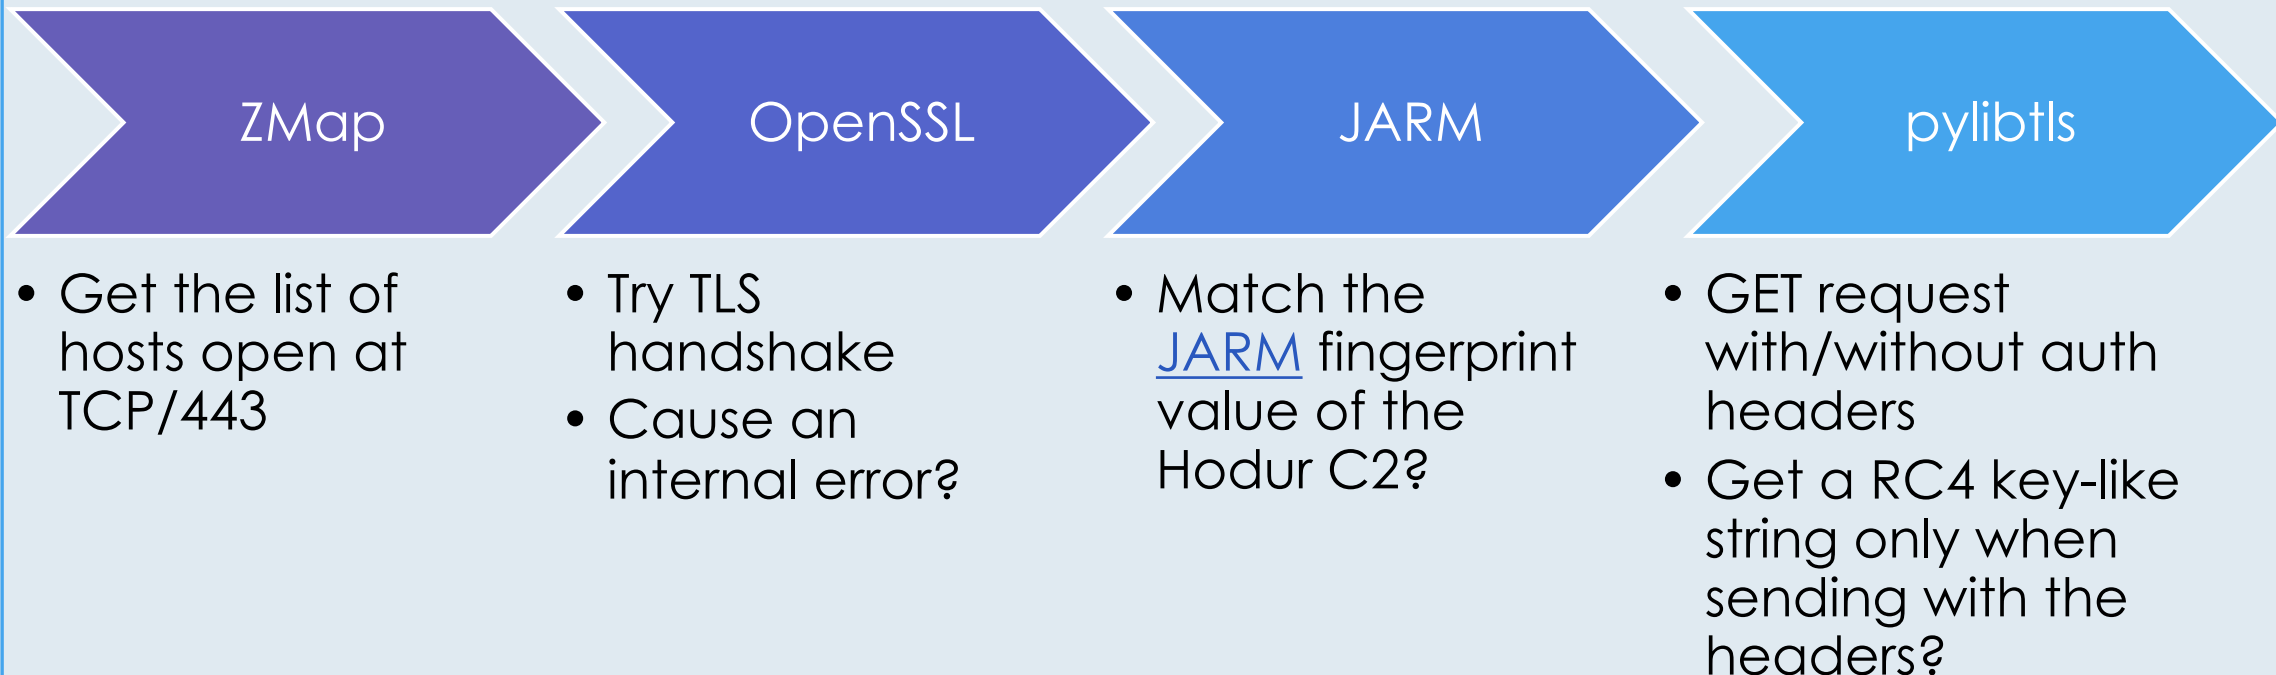 ZMap
• Get the list of
hosts open at
TCP/443
OpenSSL
• Try TLS
handshake
• Cause an
internal error?
JARM
• Match the
JARM fingerprint
value of the
Hodur C2?
pylibtls
• GET request
with/without auth
headers
• Get a RC4 key-like
string only when
sending with the
headers?